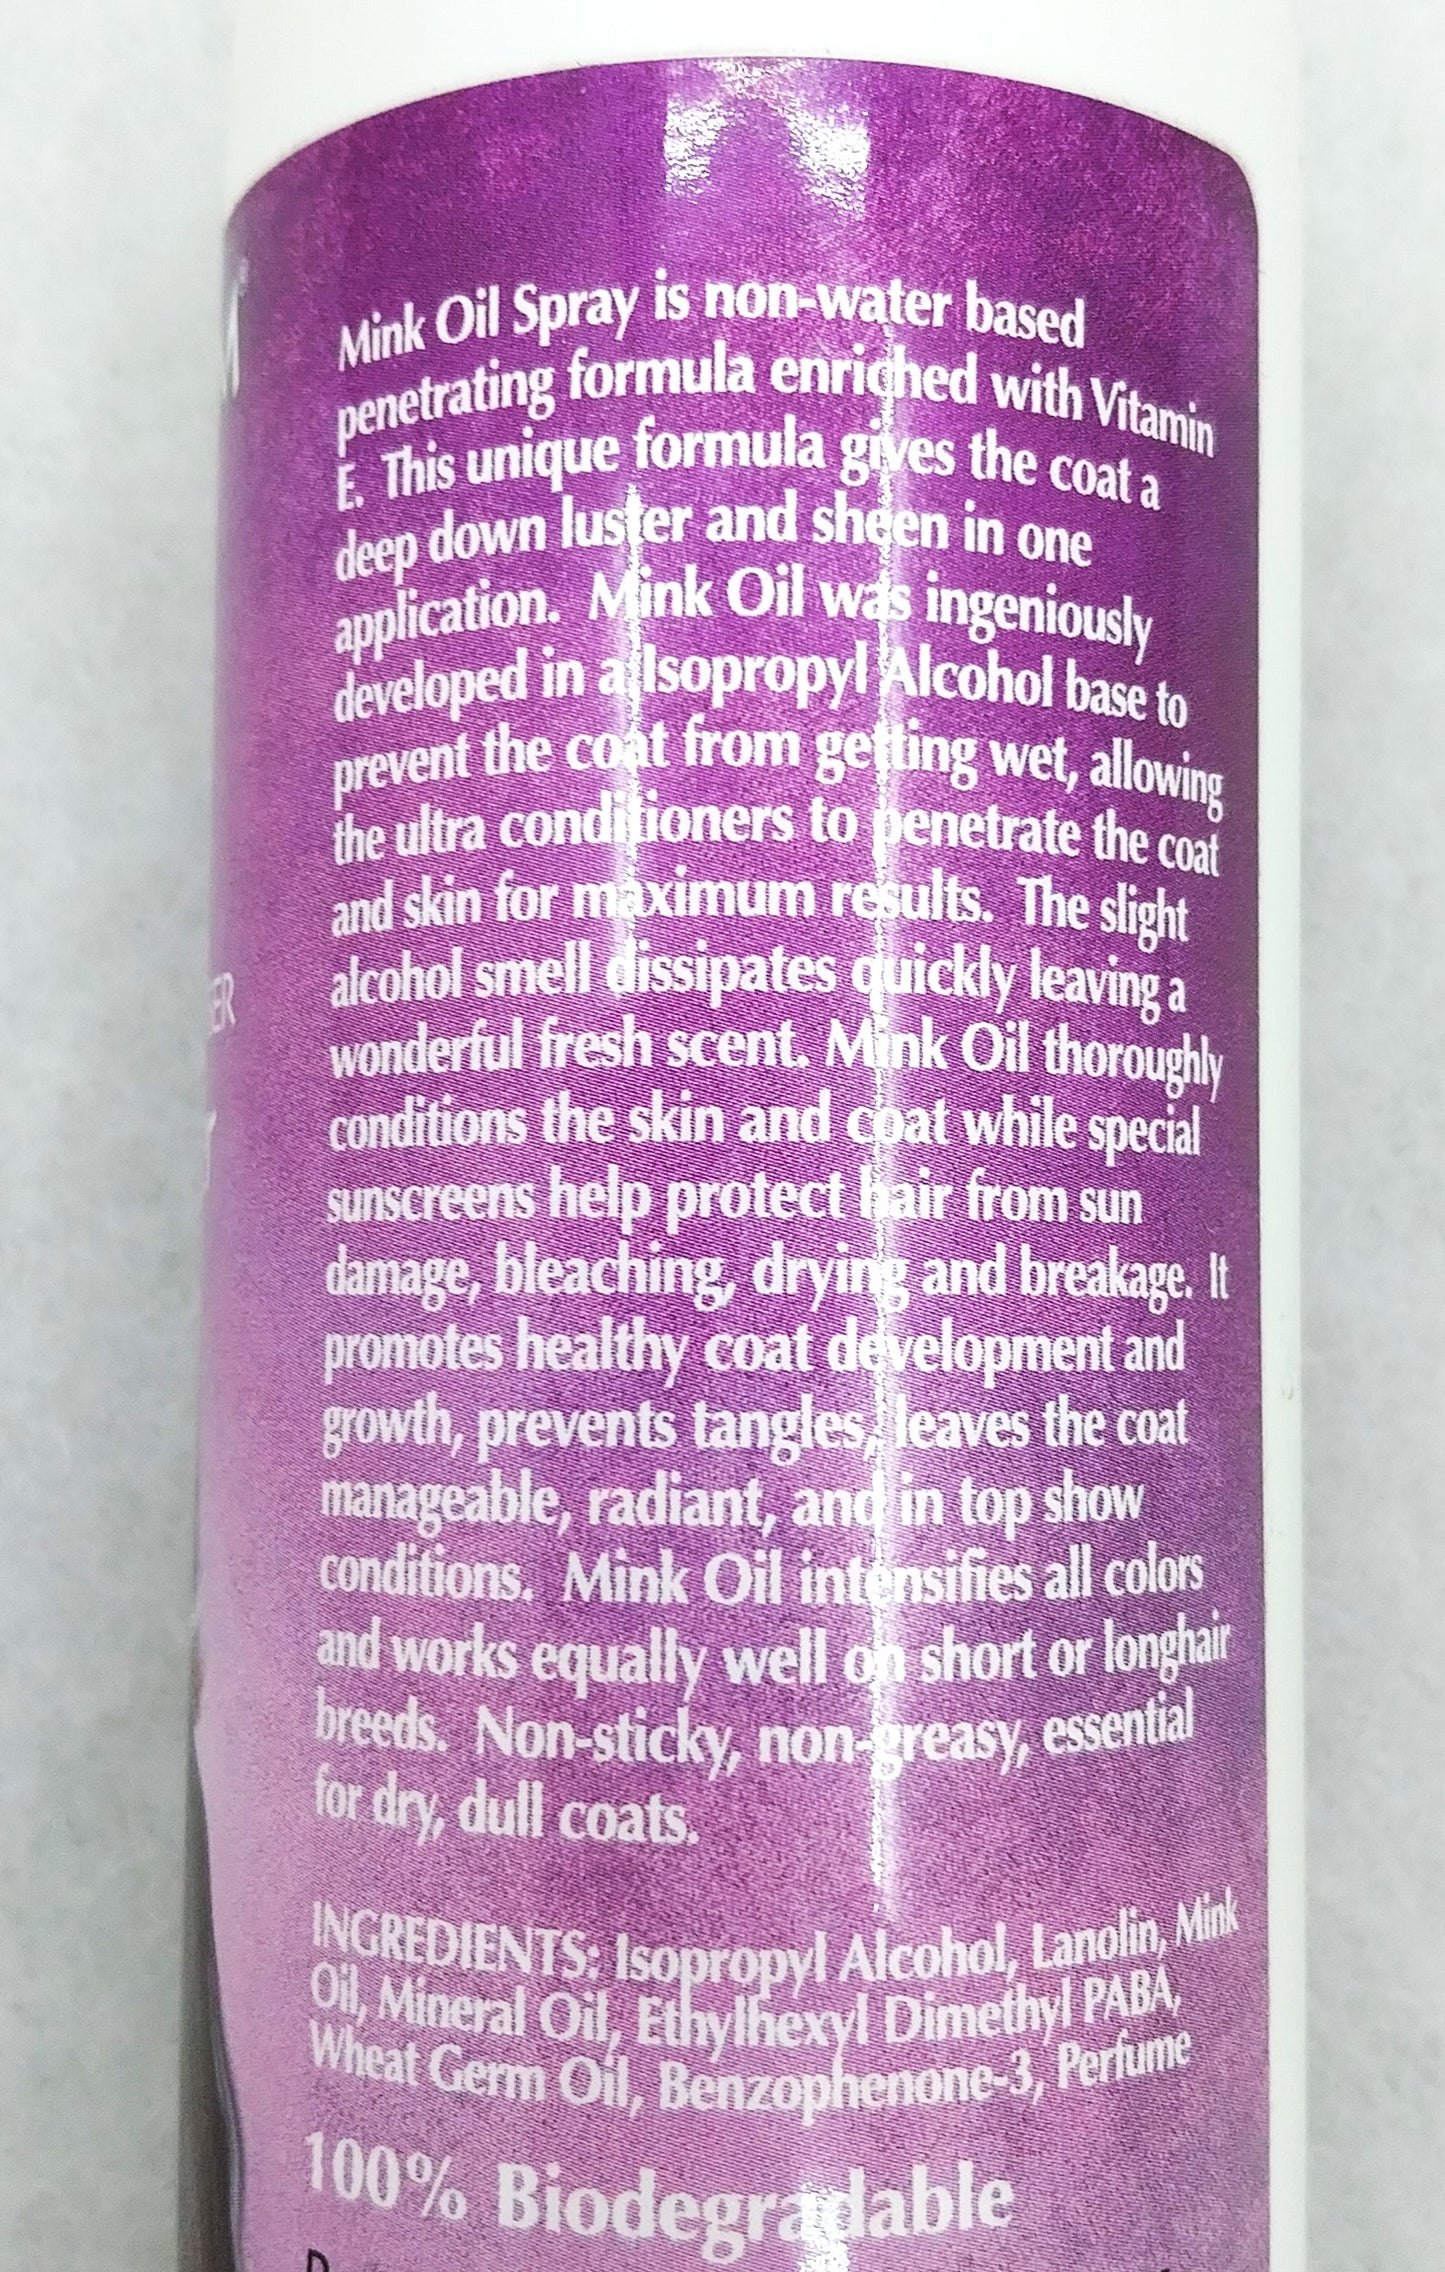 Mink Oil Spray is non-water based
penetrating formula enriched with Vitamin
E. This unique formula gives the coat a
deep down luster and sheen in one
application. Mink Oil was ingeniously
developed in a Isopropyl Alcohol base to
prevent the coat from getting wet, allowing
the ultra conditioners to penetrate the coat
and skin for maximum results. The slight
alcohol smell dissipates quickly leaving a
wonderful fresh scent. Mink Oil thoroughly
conditions the skin and coat while special
sunscreens help protect hair from sun
damage, bleaching, drying and breakage. It
promotes healthy coat development and
growth, prevents tangles, leaves the coat
manageable, radiant, and in top show
conditions. Mink Oil intensifies all colors
and works equally well on short or longhair
breeds. Non-sticky, non-greasy, essential
for dry, dull coats.
INGREDIENTS: Isopropyl Alcohol, Lanolin, Mink
Oil, Mineral Oil, Ethylhexyl Dimethyl PABA,
Wheat Germ Oil, Benzophenone-3, Perfume
100% Biodegradable